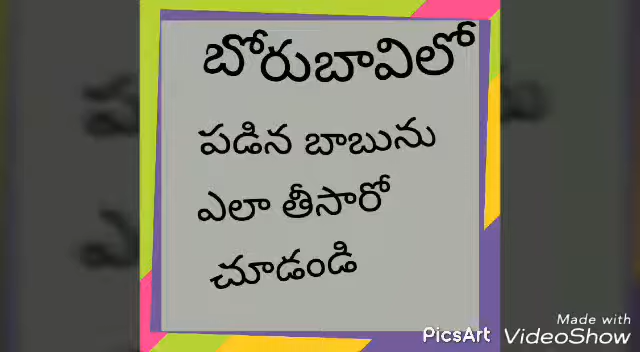 బోరుబావిలో
పడిన బాబును
ఎలా తీసారో
చూడండి
Made with
PicsArt VideoShow